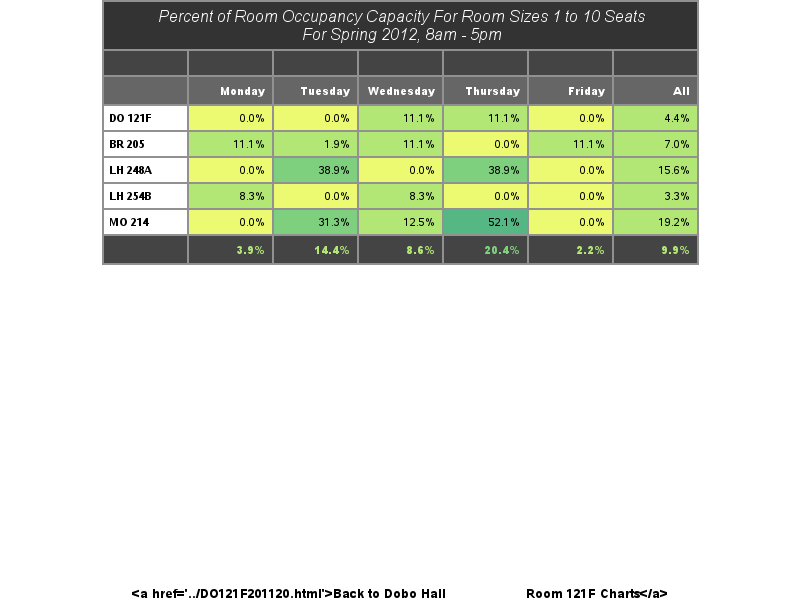 Percent of Room Occupancy Capacity For Room Sizes 1 to 10 Seats
For Spring 2012, 8am - 5pm
Monday Tuesday Wednesday Thursday Friday All
DO 121F 0.0% 0.0% 11.1% 11.1% 0.0% 4.4%
BR 205 11.1% 1.9% 11.1% 0.0% 11.1% 7.0%
LH 248A 0.0% 38.9% 0.0% 38.9% 0.0% 15.6%
LH 254B 8.3% 0.0% 8.3% 0.0% 0.0% 3.3%
MO 214 0.0% 31.3% 12.5% 52.1% 0.0% 19.2%
3.9% 14.4% 8.6% 20.4% 2.2% 9.9%
<a href='../DO121F201120.html'>Back to Dobo Hall Room 121F Charts</a>